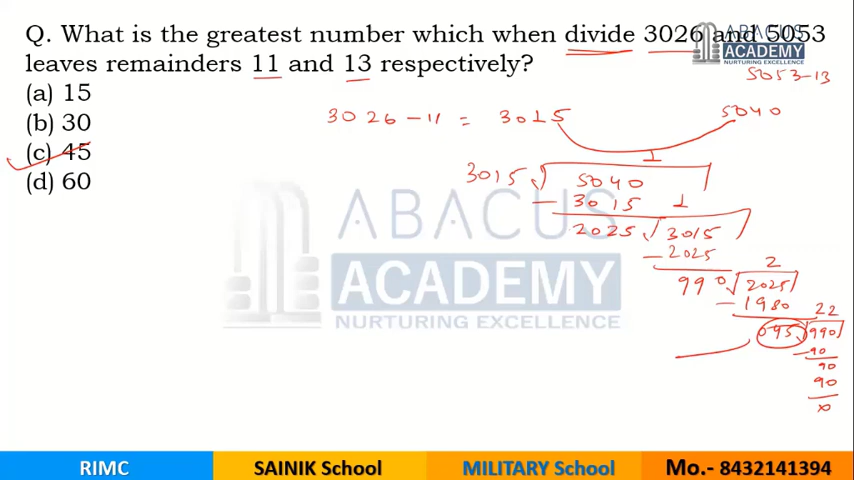 Q. What is the greatest number which when divide 3026 and 5053
leaves remainders 11 and 13 respectively?
(a) 15
(b) 30
(c) 45
(d) 60
ABACUS
ACADEMY
NURTURING EXCELLENCE
5053-13
3026 - 11 = 3015
5040
1
3015 5040
- 3015 1
2025 3015
- 2025 2
990 2025
- 1980 22
045 990
- 90
90
90
0
ABACUS
ACADEMY
NURTURING EXCELLENCE
RIMC SAINIK School MILITARY School Mo.- 8432141394